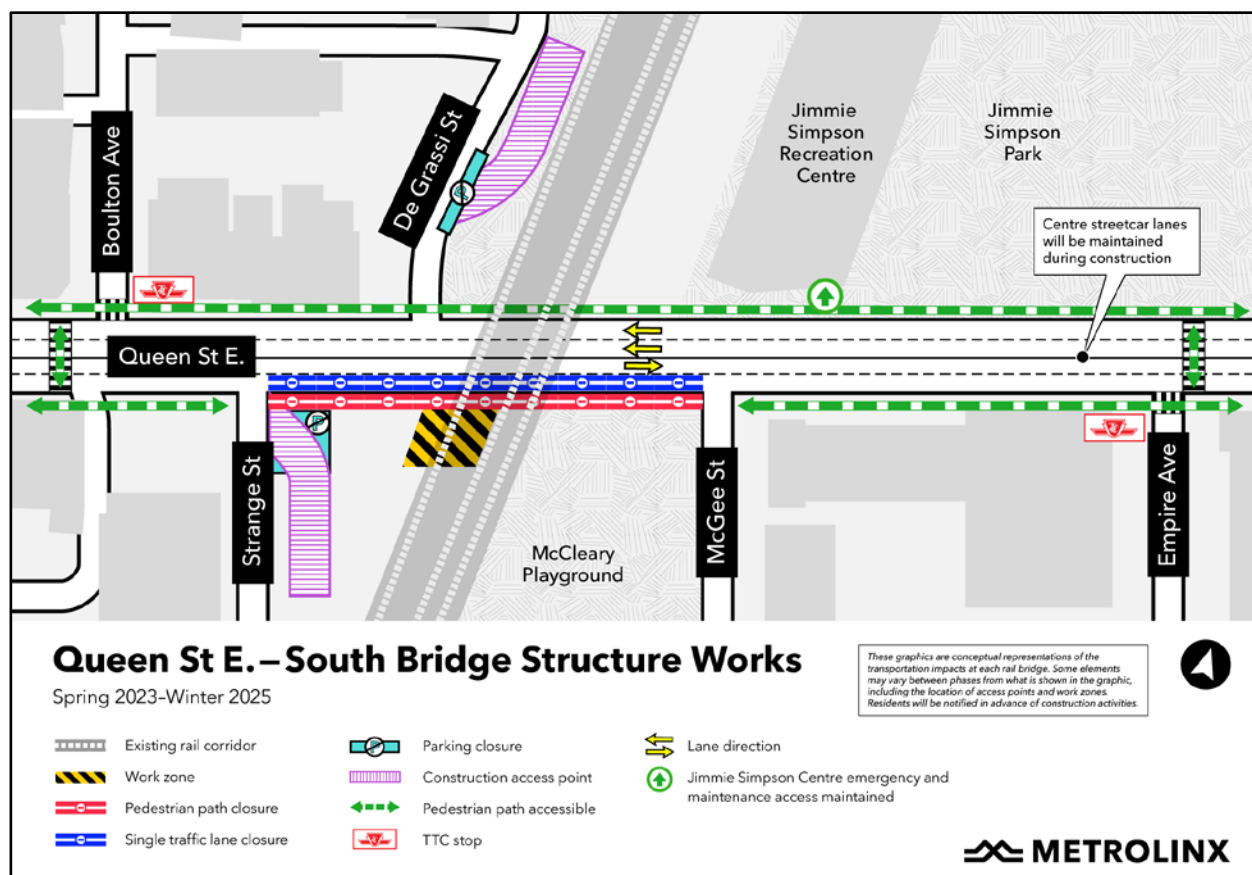 Jimmie
Simpson
Recreation
Centre
Jimmie
Simpson
Park
Boulton Ave
De Grassi St
P
Centre streetcar lanes
will be maintained
during construction
Queen St E.
P
Strange St
McGee St
Empire Ave
McCleary
Playground
Queen St E. – South Bridge Structure Works
Spring 2023–Winter 2025
These graphics are conceptual representations of the
transportation impacts at each rail bridge. Some elements
may vary between phases from what is shown in the graphic,
including the location of access points and work zones.
Residents will be notified in advance of construction activities.
Existing rail corridor
Work zone
Pedestrian path closure
Single traffic lane closure
P
Parking closure
Construction access point
Pedestrian path accessible
TTC stop
Lane direction
Jimmie Simpson Centre emergency and
maintenance access maintained
METROLINX